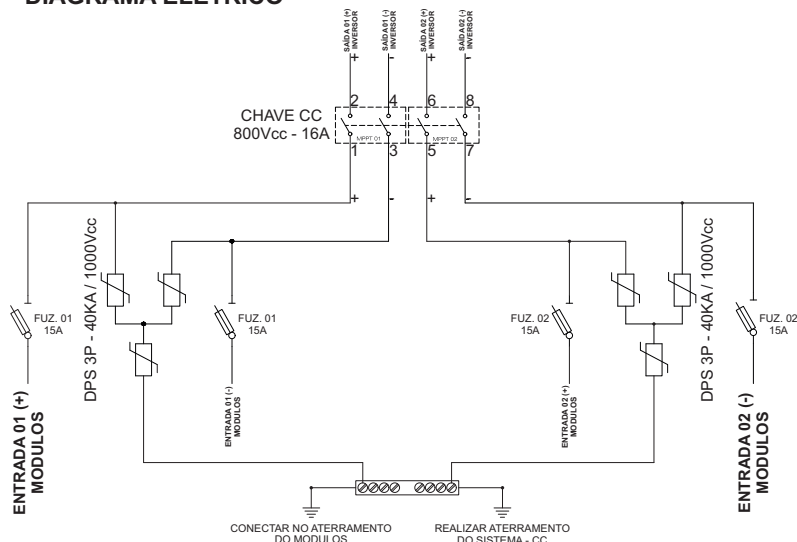 DIAGRAMA ELÉTRICO
SAÍDA 01 (+)
INVERSOR
SAÍDA 01 (-)
INVERSOR
SAÍDA 02 (+)
INVERSOR
SAÍDA 02 (-)
INVERSOR
+
-
+
-
2
4
6
8
CHAVE CC
800Vcc - 16A
MPPT 01
MPPT 02
1
3
5
7
+
-
+
-
DPS 3P - 40KA / 1000Vcc
DPS 3P - 40KA / 1000Vcc
FUZ. 01
15A
FUZ. 01
15A
FUZ. 02
15A
FUZ. 02
15A
ENTRADA 01 (+)
MODULOS
ENTRADA 01 (-)
MODULOS
ENTRADA 02 (+)
MODULOS
ENTRADA 02 (-)
MODULOS
CONECTAR NO ATERRAMENTO
DO MODULOS
REALIZAR ATERRAMENTO
DO SISTEMA - CC